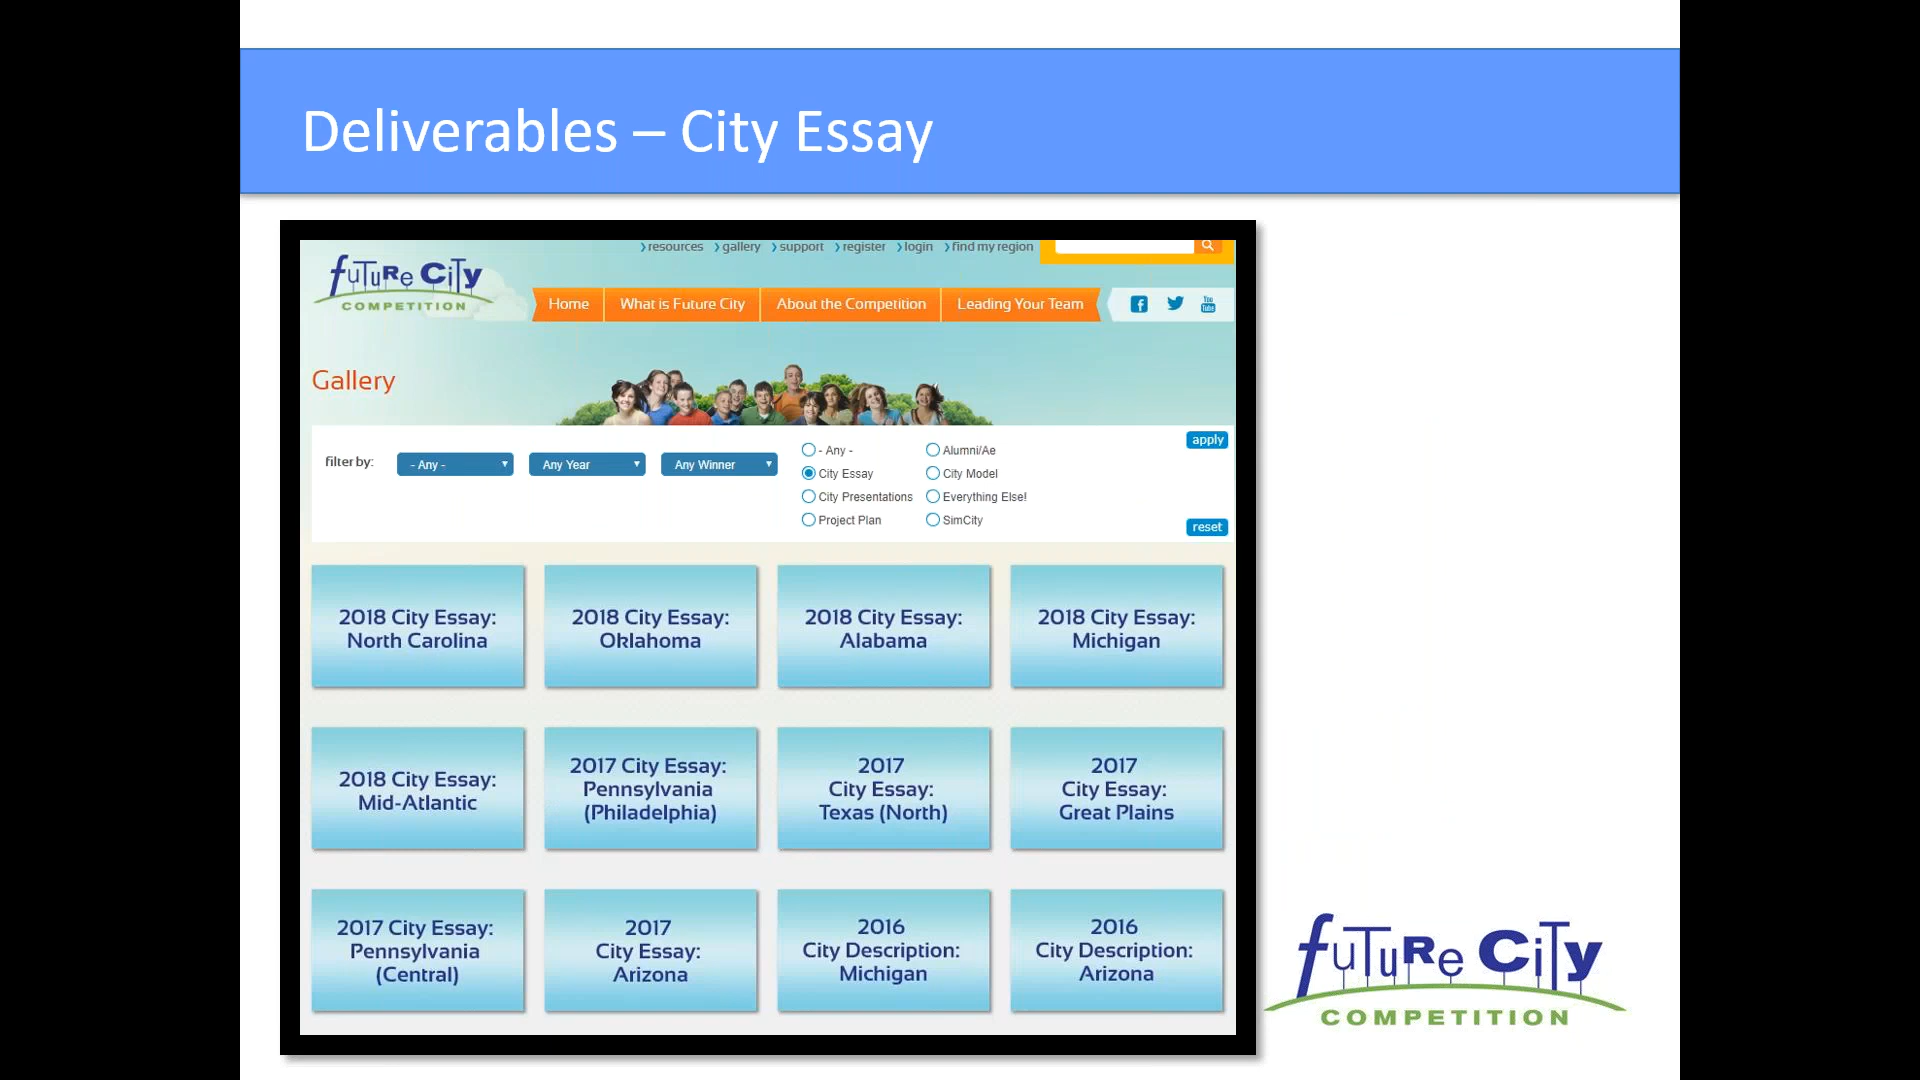 Deliverables – City Essay
resources gallery support register login find my region
FuTuRe CiTy
COMPETITION
Home What is Future City About the Competition Leading Your Team
You Tube
Gallery
filter by: - Any - Any Year Any Winner
- Any - Alumni/Ae
City Essay City Model
City Presentations Everything Else!
Project Plan SimCity
apply
reset
2018 City Essay:
North Carolina
2018 City Essay:
Oklahoma
2018 City Essay:
Alabama
2018 City Essay:
Michigan
2018 City Essay:
Mid-Atlantic
2017 City Essay:
Pennsylvania
(Philadelphia)
2017
City Essay:
Texas (North)
2017
City Essay:
Great Plains
2017 City Essay:
Pennsylvania
(Central)
2017
City Essay:
Arizona
2016
City Description:
Michigan
2016
City Description:
Arizona
FuTuRe CiTy
COMPETITION